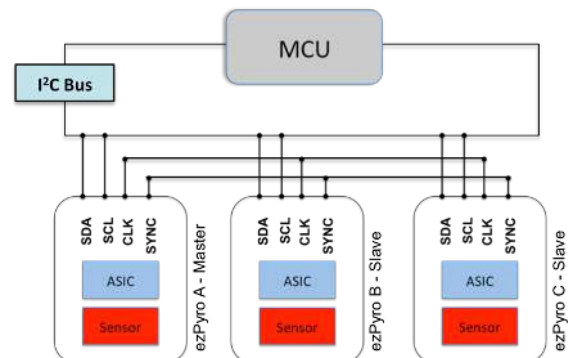 MCU
I²C Bus
SDA
SCL
CLK
SYNC
ASIC
Sensor
ezPyro A - Master
SDA
SCL
CLK
SYNC
ASIC
Sensor
ezPyro B - Slave
SDA
SCL
CLK
SYNC
ASIC
Sensor
ezPyro C - Slave